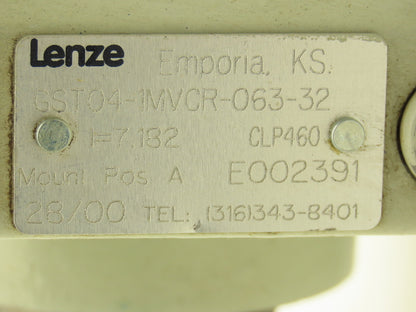 Lenze Emporia, KS.
GST04-1MVCR-063-32
i=7.182 CLP460
Mount Pos A E002391
28/00 TEL: (316)343-8401